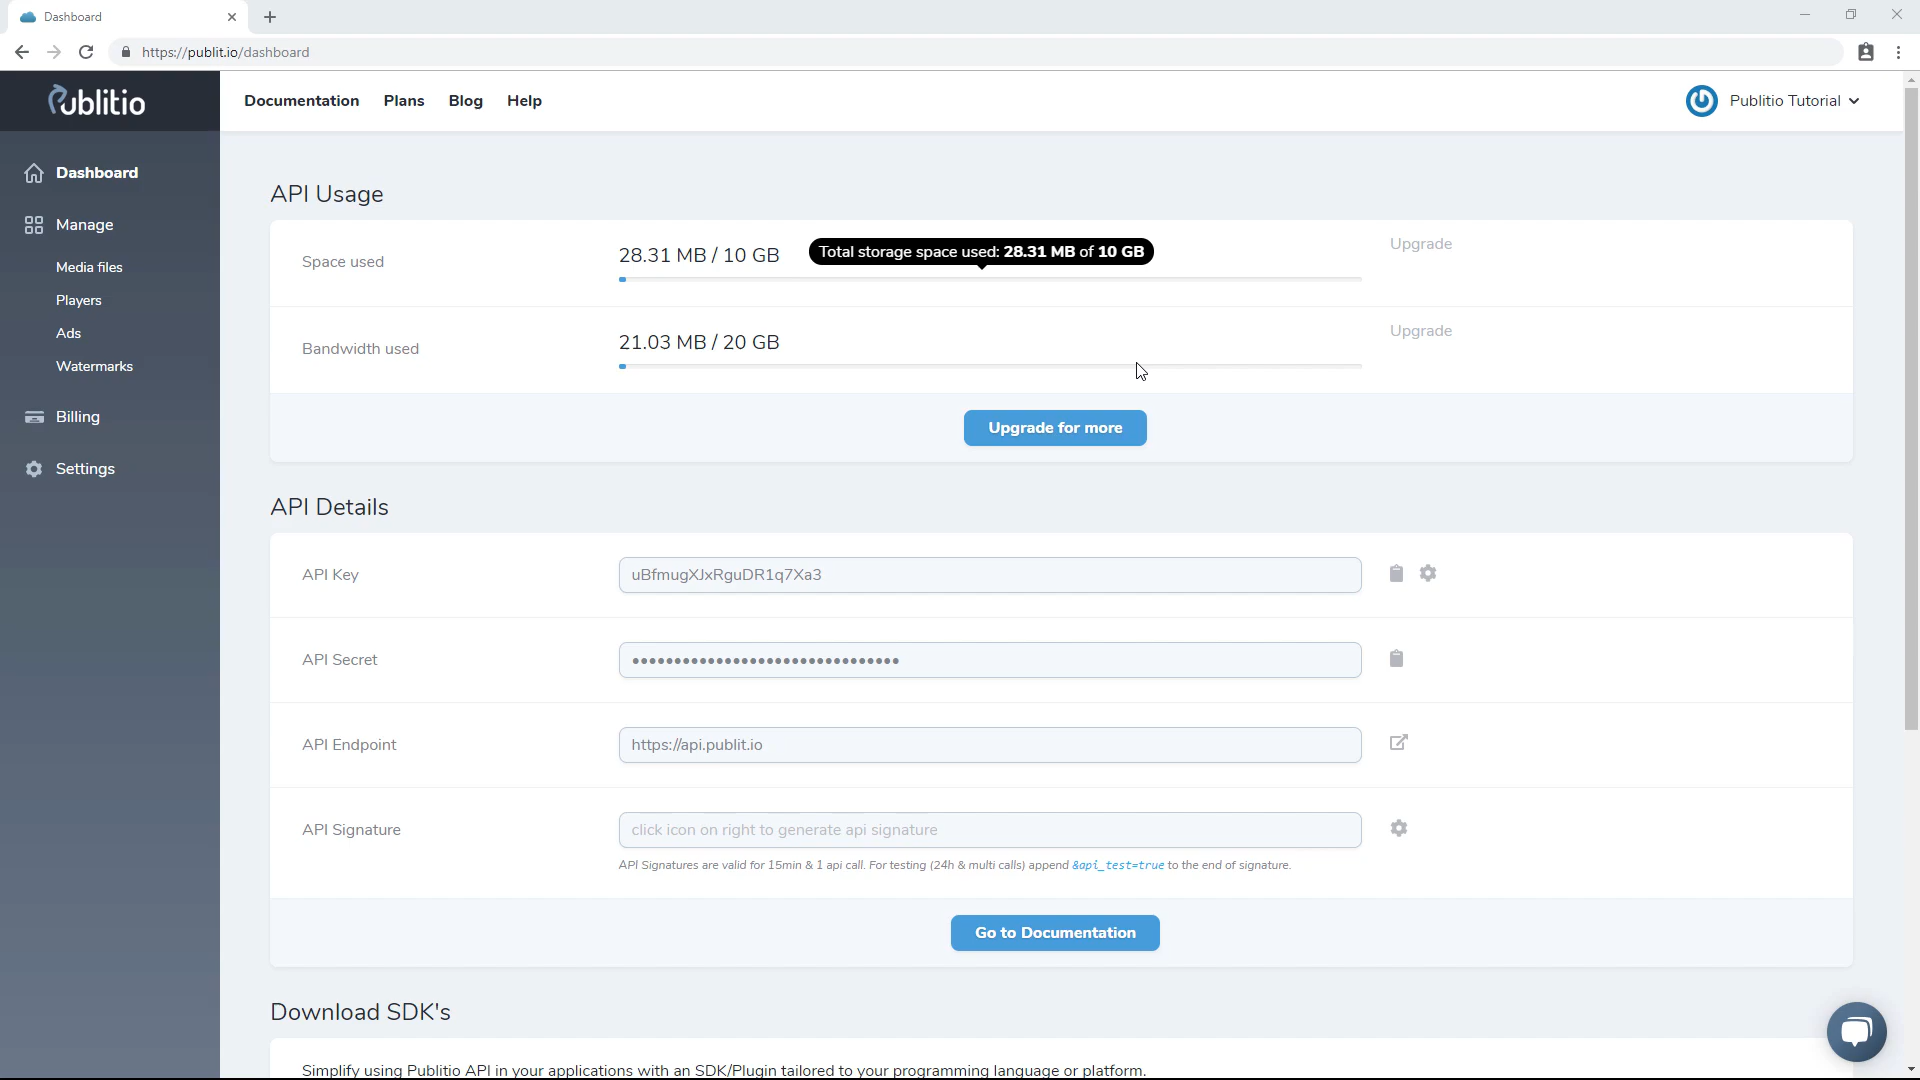 Dashboard
https://publit.io/dashboard
Publitio
Documentation Plans Blog Help
Publitio Tutorial
Dashboard
Manage
Media files
Players
Ads
Watermarks
Billing
Settings
API Usage
Space used
28.31 MB / 10 GB
Total storage space used: 28.31 MB of 10 GB
Upgrade
Bandwidth used
21.03 MB / 20 GB
Upgrade
Upgrade for more
API Details
API Key
uBfmugXJxRguDR1q7Xa3
API Secret
••••••••••••••••••••••••••••••••
API Endpoint
https://api.publit.io
API Signature
click icon on right to generate api signature
API Signatures are valid for 15min & 1 api call. For testing (24h & multi calls) append &api_test=true to the end of signature.
Go to Documentation
Download SDK's
Simplify using Publitio API in your applications with an SDK/Plugin tailored to your programming language or platform.